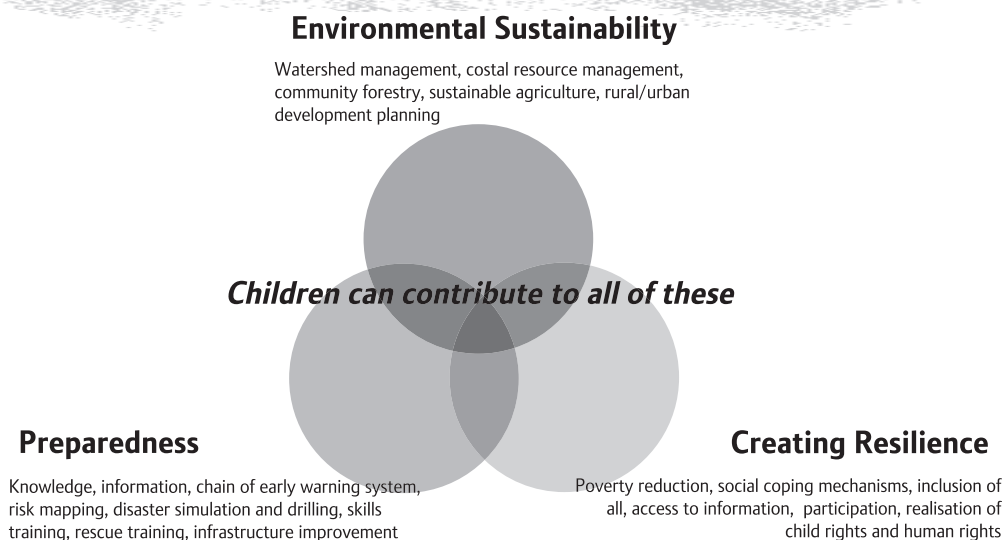 Environmental Sustainability
Watershed management, costal resource management,
community forestry, sustainable agriculture, rural/urban
development planning
Children can contribute to all of these
Preparedness
Knowledge, information, chain of early warning system,
risk mapping, disaster simulation and drilling, skills
training, rescue training, infrastructure improvement
Creating Resilience
Poverty reduction, social coping mechanisms, inclusion of
all, access to information, participation, realisation of
child rights and human rights